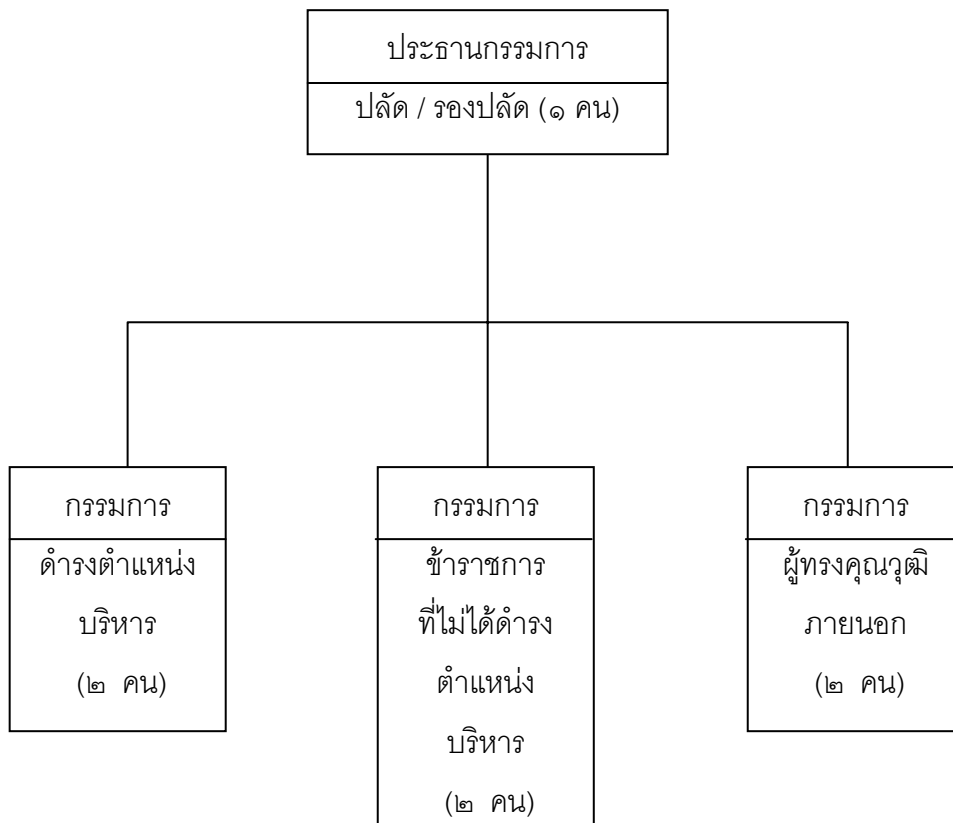 ประธานกรรมการ
ปลัด / รองปลัด (๑ คน)
กรรมการ
ดำรงตำแหน่ง
บริหาร
(๒ คน)
กรรมการ
ข้าราชการ
ที่ไม่ได้ดำรง
ตำแหน่ง
บริหาร
(๒ คน)
กรรมการ
ผู้ทรงคุณวุฒิ
ภายนอก
(๒ คน)